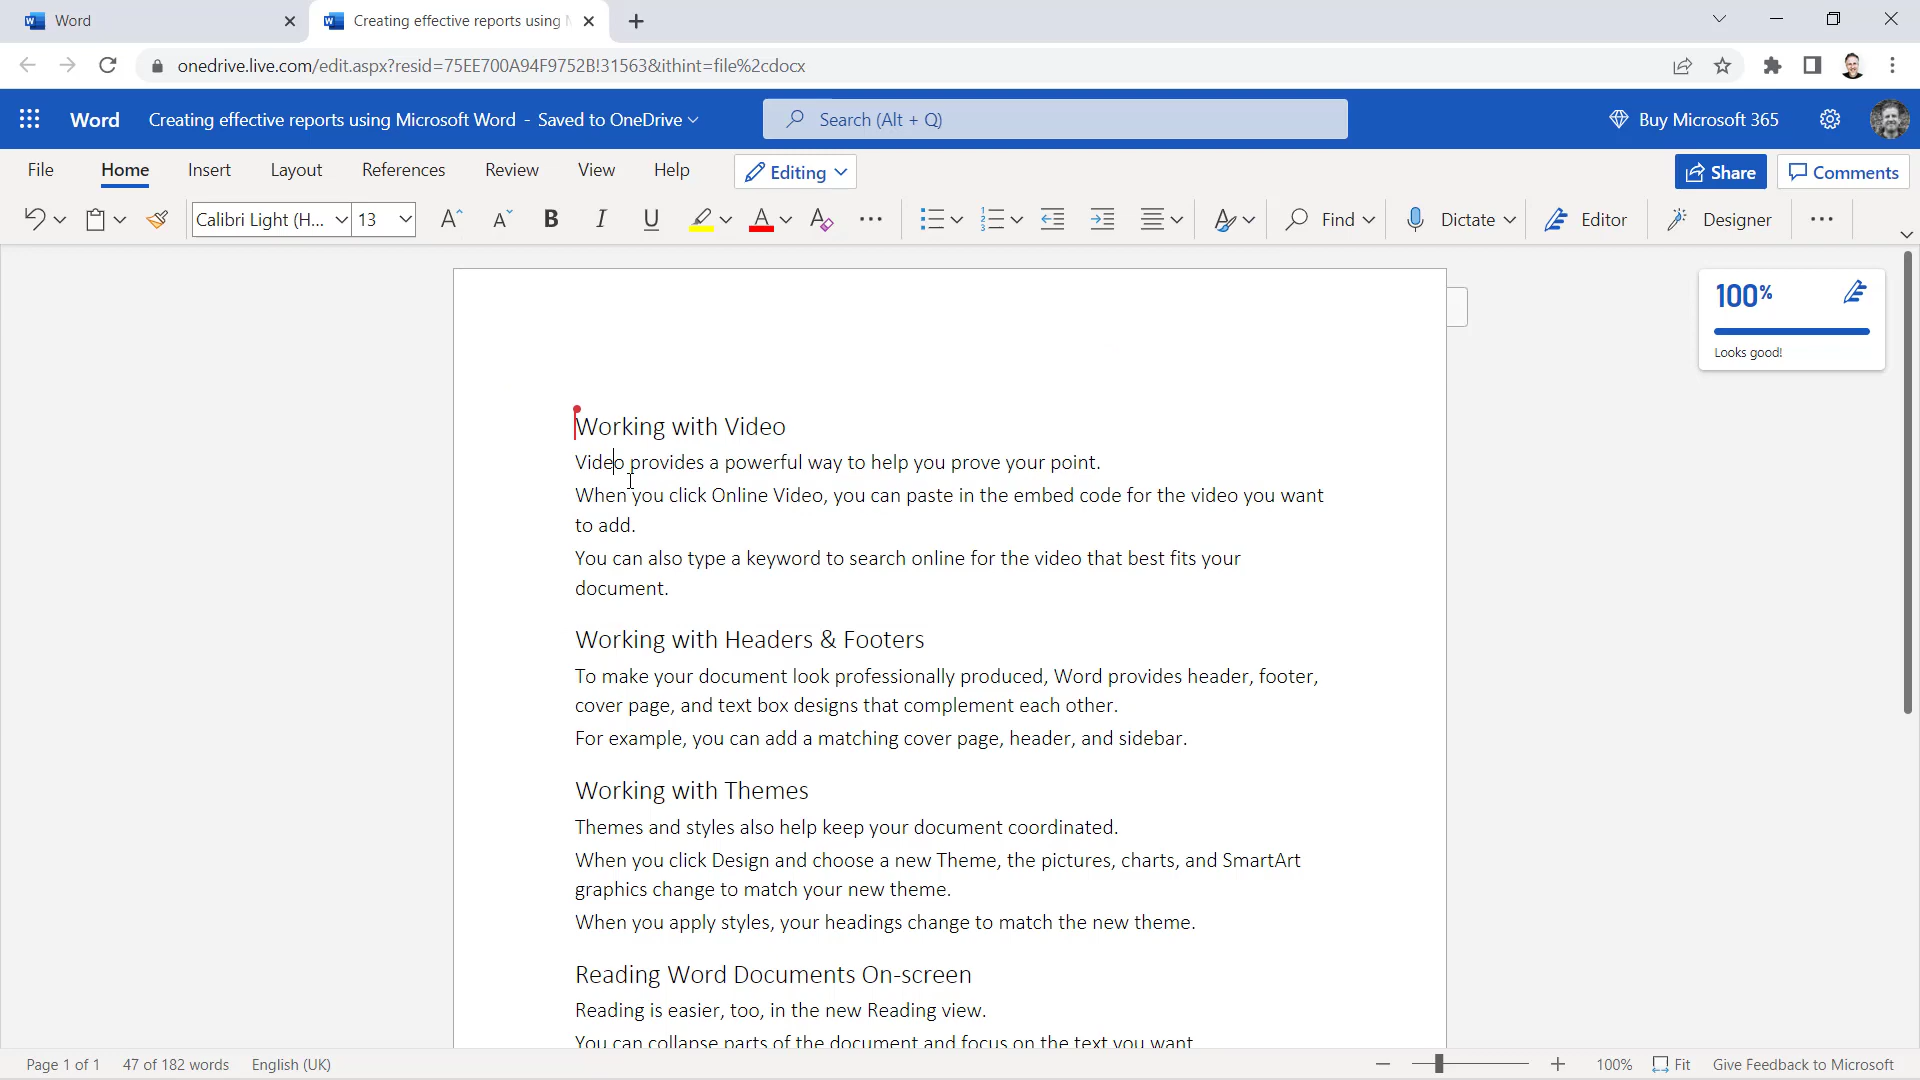 Word
Creating effective reports using
onedrive.live.com/edit.aspx?resid=75EE700A94F9752B!31563&ithint=file%2cdocx
Word Creating effective reports using Microsoft Word - Saved to OneDrive
Search (Alt + Q)
Buy Microsoft 365
File Home Insert Layout References Review View Help Editing
Share Comments
Calibri Light (H... 13
Find Dictate Editor Designer
100%
Looks good!
Working with Video
Video provides a powerful way to help you prove your point.
When you click Online Video, you can paste in the embed code for the video you want
to add.
You can also type a keyword to search online for the video that best fits your
document.
Working with Headers & Footers
To make your document look professionally produced, Word provides header, footer,
cover page, and text box designs that complement each other.
For example, you can add a matching cover page, header, and sidebar.
Working with Themes
Themes and styles also help keep your document coordinated.
When you click Design and choose a new Theme, the pictures, charts, and SmartArt
graphics change to match your new theme.
When you apply styles, your headings change to match the new theme.
Reading Word Documents On-screen
Reading is easier, too, in the new Reading view.
You can collapse parts of the document and focus on the text you want
Page 1 of 1 47 of 182 words English (UK)
100% Fit Give Feedback to Microsoft